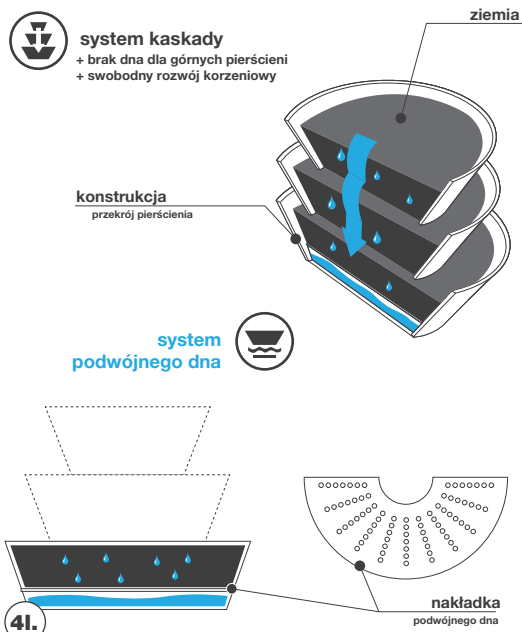 ziemia
system kaskady
+ brak dna dla górnych pierścieni
+ swobodny rozwój korzeniowy
konstrukcja
przekrój pierścienia
system
podwójnego dna
nakładka
podwójnego dna
4l.